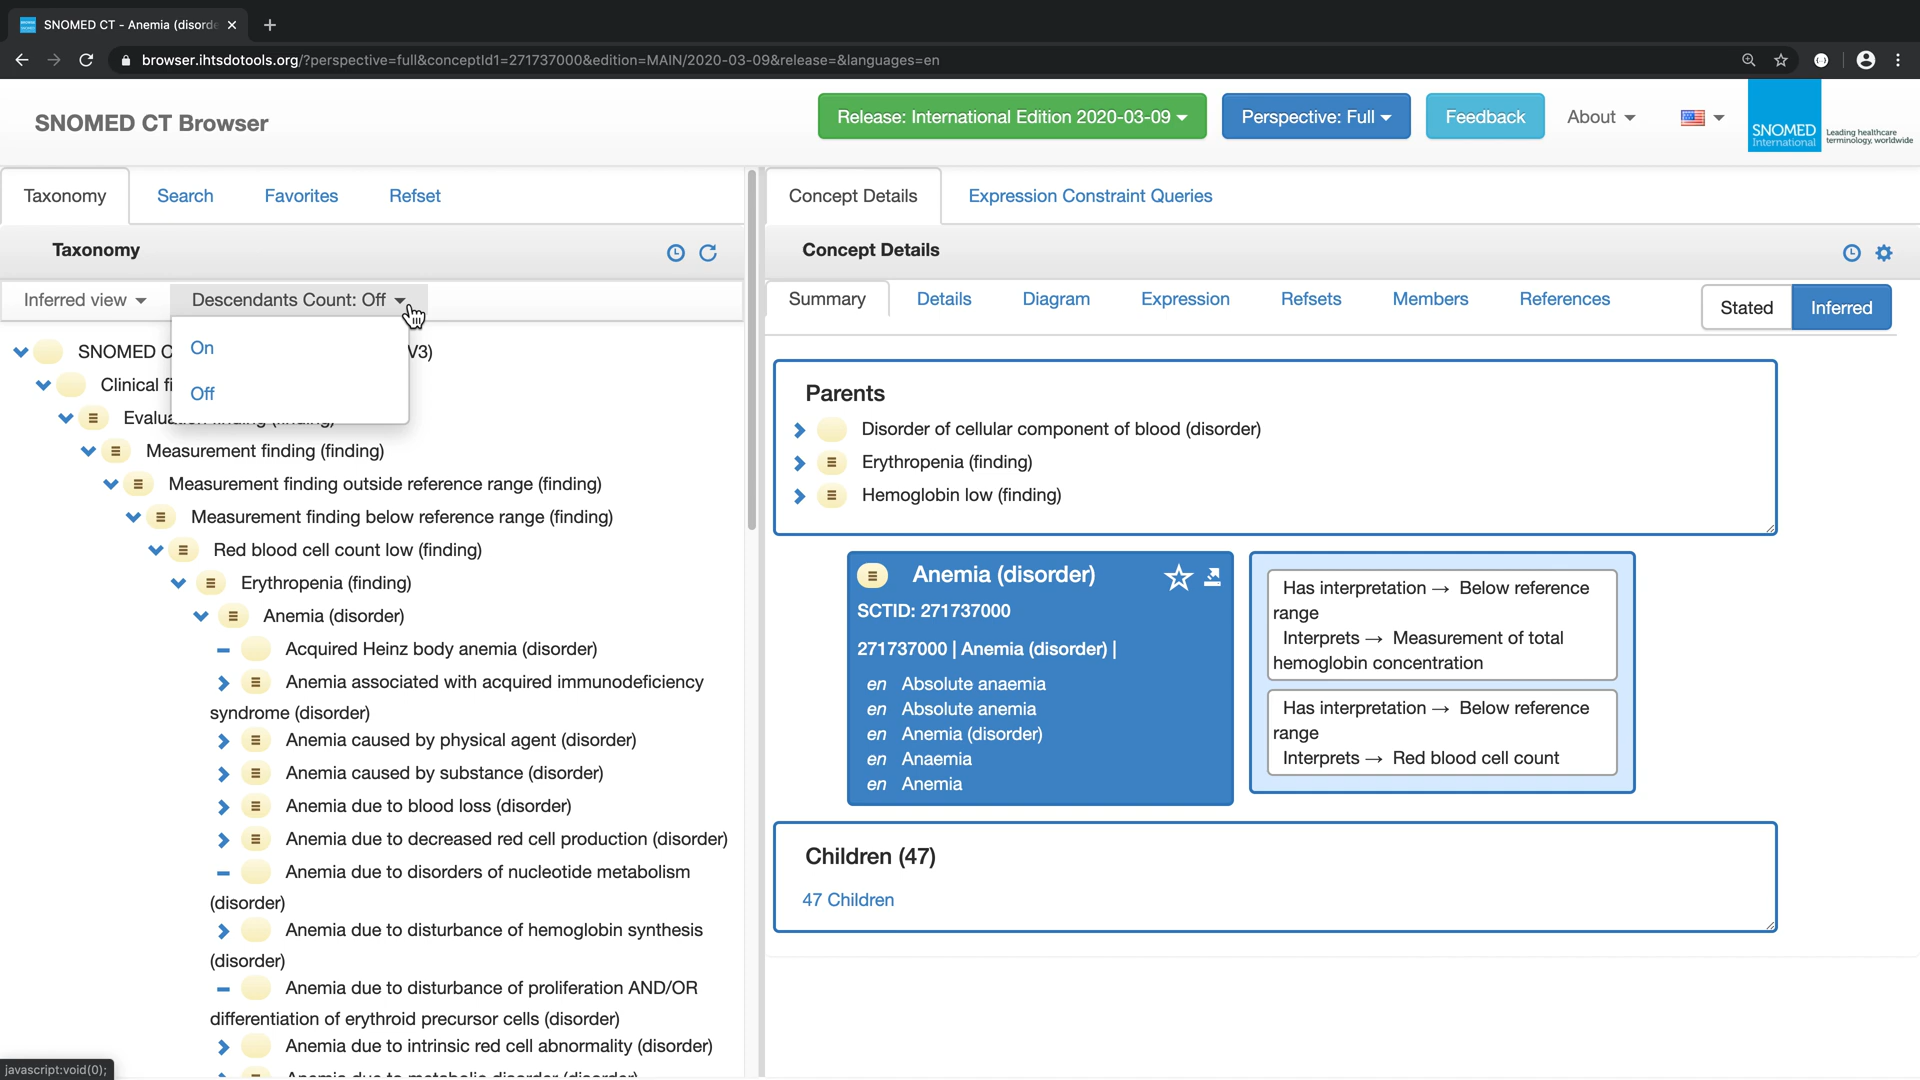 SNOMED CT - Anemia (disorde
browser.ihtsdotools.org/?perspective=full&conceptId1=271737000&edition=MAIN/2020-03-09&release=&languages=en
SNOMED CT Browser
Release: International Edition 2020-03-09
Perspective: Full
Feedback
About
SNOMED
International
Leading healthcare
terminology, worldwide
Taxonomy
Search
Favorites
Refset
Taxonomy
Inferred view
Descendants Count: Off
On
Off
SNOMED C
V3)
Clinical fi
Evalua
Measurement finding (finding)
Measurement finding outside reference range (finding)
Measurement finding below reference range (finding)
Red blood cell count low (finding)
Erythropenia (finding)
Anemia (disorder)
Acquired Heinz body anemia (disorder)
Anemia associated with acquired immunodeficiency
syndrome (disorder)
Anemia caused by physical agent (disorder)
Anemia caused by substance (disorder)
Anemia due to blood loss (disorder)
Anemia due to decreased red cell production (disorder)
Anemia due to disorders of nucleotide metabolism
(disorder)
Anemia due to disturbance of hemoglobin synthesis
(disorder)
Anemia due to disturbance of proliferation AND/OR
differentiation of erythroid precursor cells (disorder)
Anemia due to intrinsic red cell abnormality (disorder)
Anemia due to metabolic disorder (disorder)
javascript:void(0);
Concept Details
Expression Constraint Queries
Concept Details
Summary
Details
Diagram
Expression
Refsets
Members
References
Stated
Inferred
Parents
Disorder of cellular component of blood (disorder)
Erythropenia (finding)
Hemoglobin low (finding)
Anemia (disorder)
SCTID: 271737000
271737000 | Anemia (disorder) |
en Absolute anaemia
en Absolute anemia
en Anemia (disorder)
en Anaemia
en Anemia
Has interpretation → Below reference
range
Interprets → Measurement of total
hemoglobin concentration
Has interpretation → Below reference
range
Interprets → Red blood cell count
Children (47)
47 Children